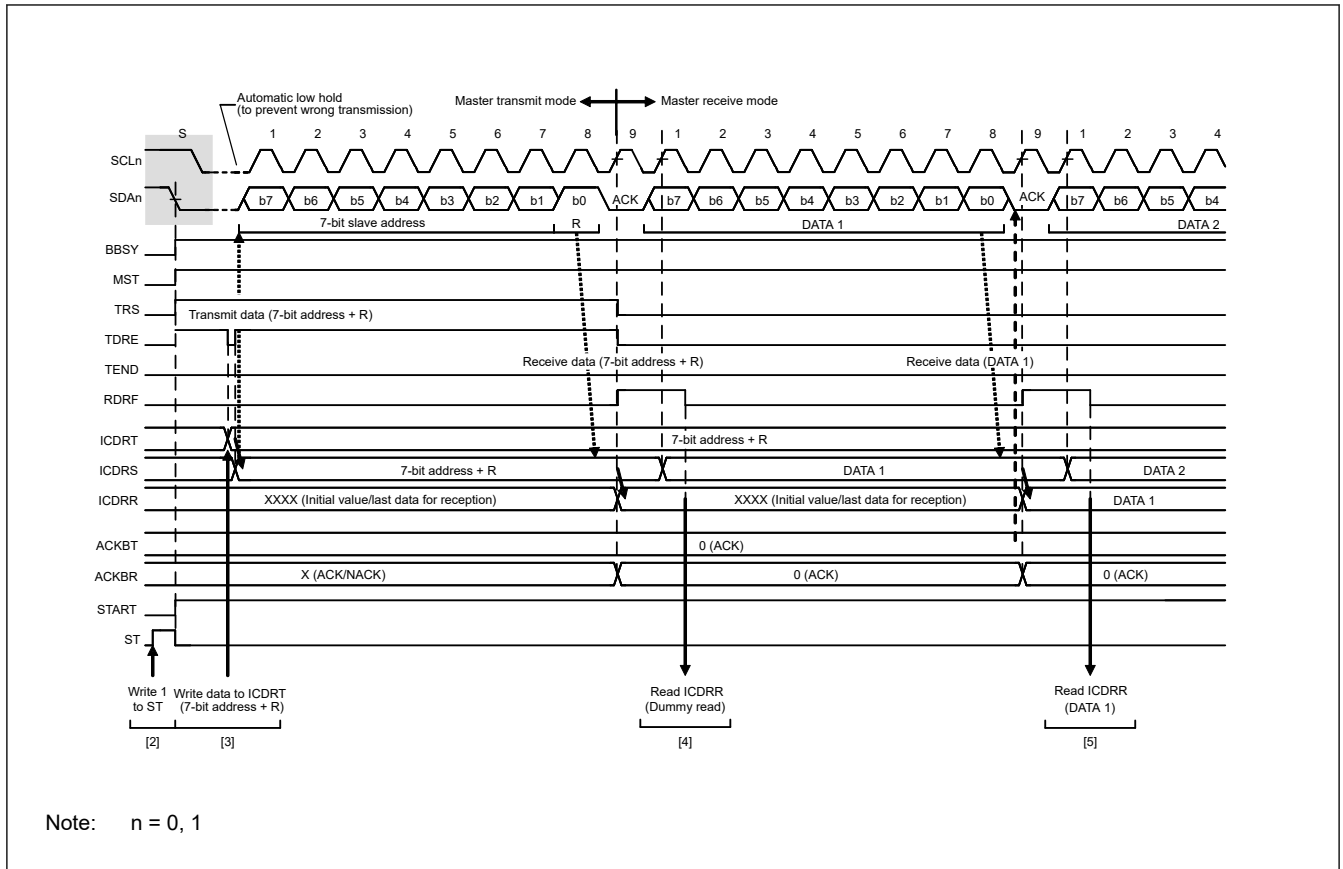 Automatic low hold
(to prevent wrong transmission)
Master transmit mode
Master receive mode
S 1 2 3 4 5 6 7 8 9 1 2 3 4 5 6 7 8 9 1 2 3 4
SCLn
SDAn b7 b6 b5 b4 b3 b2 b1 b0 ACK b7 b6 b5 b4 b3 b2 b1 b0 ACK b7 b6 b5 b4
7-bit slave address R DATA 1 DATA 2
BBSY
MST
TRS
Transmit data (7-bit address + R)
TDRE
Receive data (7-bit address + R) Receive data (DATA 1)
TEND
RDRF
ICDRT 7-bit address + R
ICDRS 7-bit address + R DATA 1 DATA 2
ICDRR XXXX (Initial value/last data for reception) XXXX (Initial value/last data for reception) DATA 1
ACKBT 0 (ACK)
ACKBR X (ACK/NACK) 0 (ACK) 0 (ACK)
START
ST
Write 1
to ST
Write data to ICDRT
(7-bit address + R)
Read ICDRR
(Dummy read)
Read ICDRR
(DATA 1)
[2] [3] [4] [5]
Note: n = 0, 1